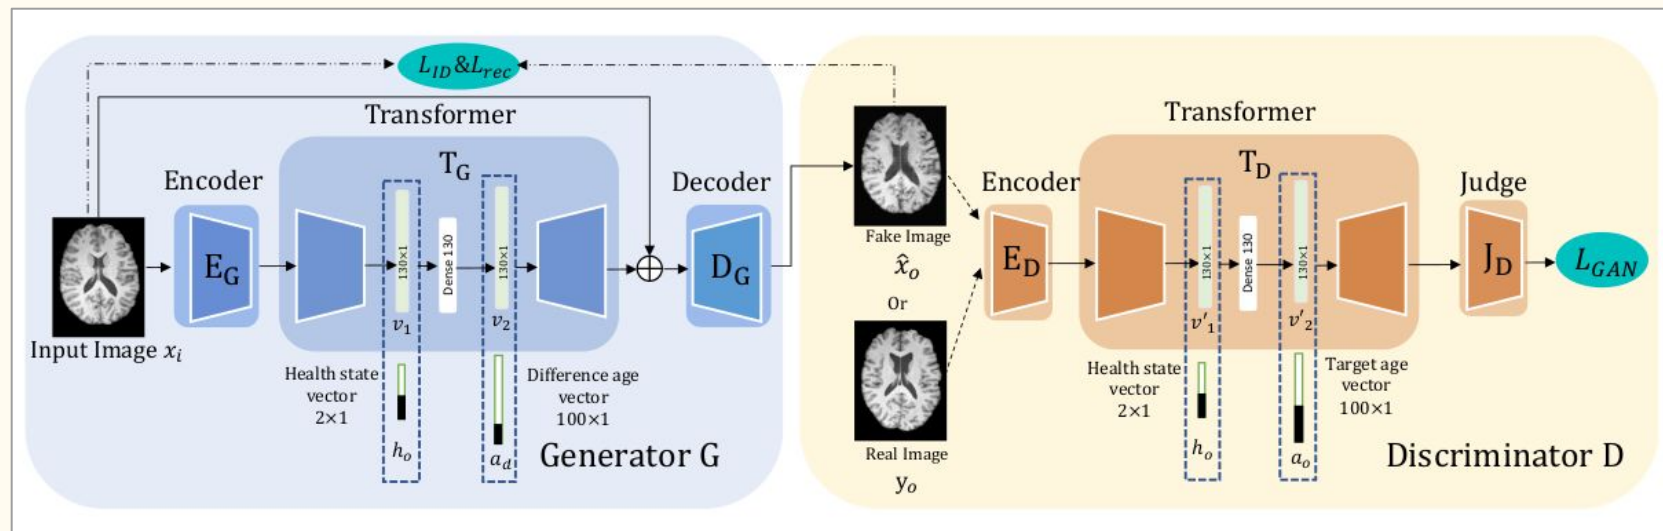 L_ID&L_rec
Transformer
T_G
Encoder
E_G
130×1
v_1
Dense 130
130×1
v_2
Decoder
D_G
Input Image x_i
Health state
vector
2×1
h_o
Difference age
vector
100×1
a_d
Generator G
Fake Image
x̂_o
Or
Real Image
y_o
Transformer
T_D
Encoder
E_D
130×1
v'_1
Dense 130
130×1
v'_2
Judge
J_D
L_GAN
Health state
vector
2×1
h_o
Target age
vector
100×1
a_o
Discriminator D